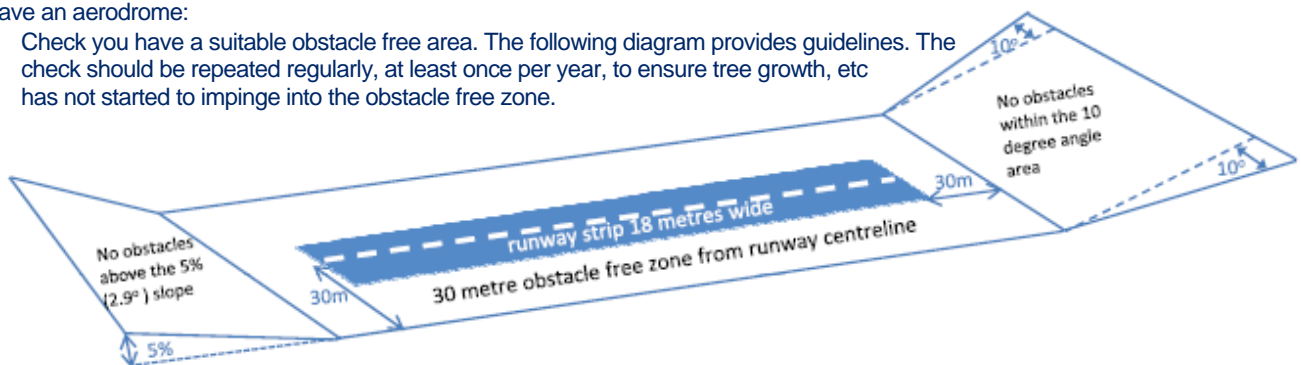 ave an aerodrome:
Check you have a suitable obstacle free area. The following diagram provides guidelines. The
check should be repeated regularly, at least once per year, to ensure tree growth, etc
has not started to impinge into the obstacle free zone.
10°
No obstacles
within the 10
degree angle
area
10°
30m
runway strip 18 metres wide
30 metre obstacle free zone from runway centreline
30m
No obstacles
above the 5%
(2.9° ) slope
5%